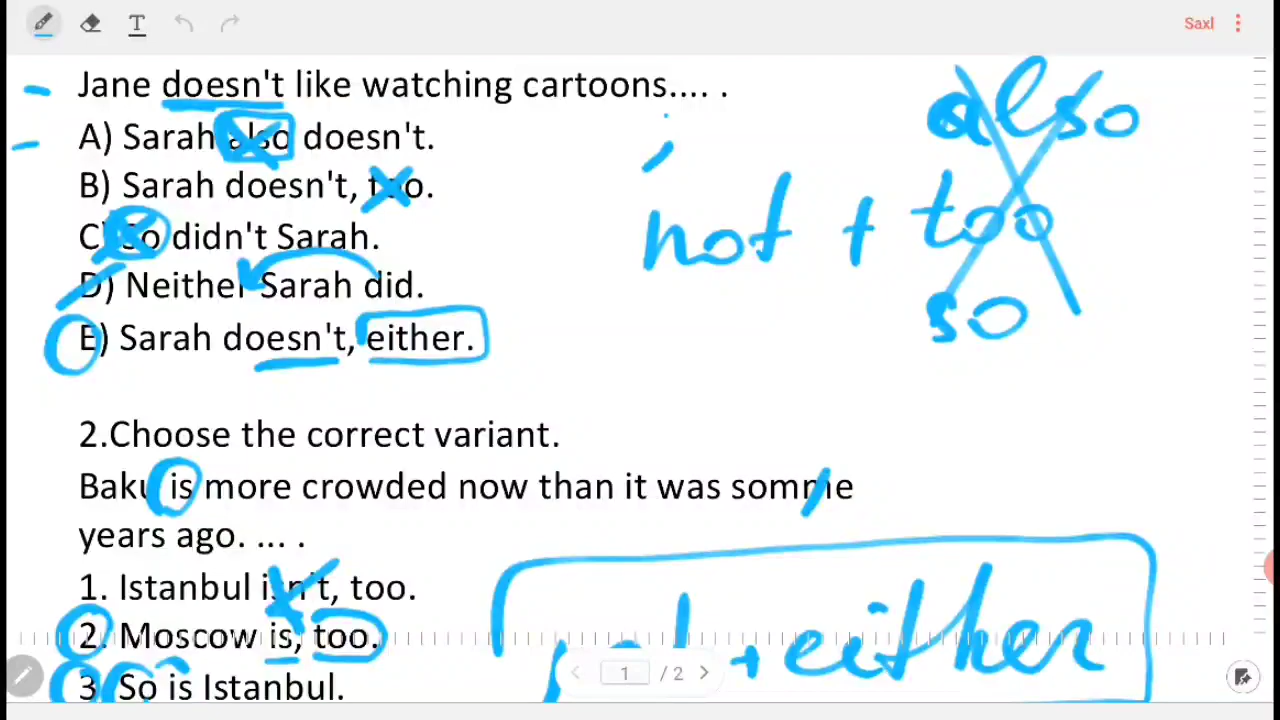 Saxl
Jane doesn't like watching cartoons.... .
A) Sarah also doesn't.
B) Sarah doesn't, too.
C) So didn't Sarah.
D) Neither Sarah did.
E) Sarah doesn't, either.
also
not + too
so
2.Choose the correct variant.
Baku is more crowded now than it was somme
years ago. ... .
1. Istanbul isn't, too.
2. Moscow is, too.
3. So is Istanbul.
+ either
1 / 2